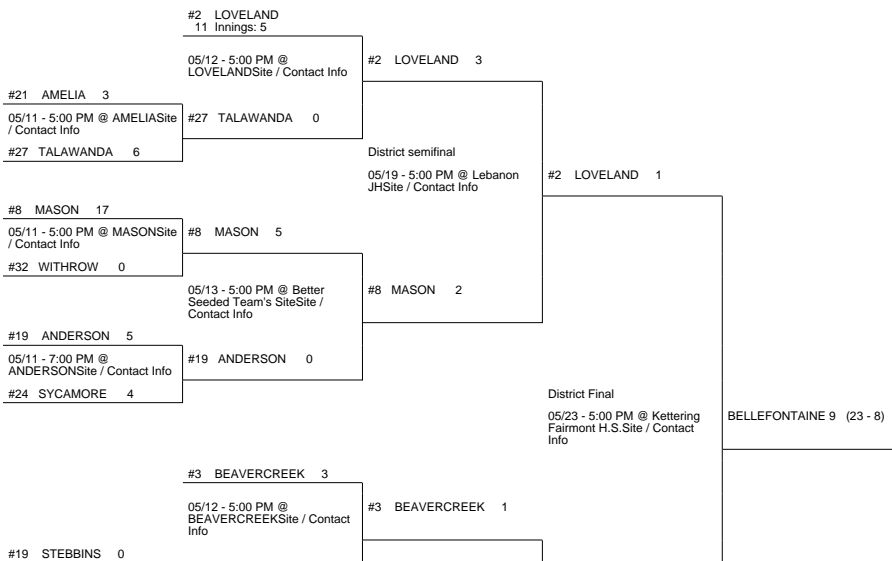 #2 LOVELAND
11 Innings: 5
05/12 - 5:00 PM @
LOVELANDSite / Contact Info
#2 LOVELAND 3
#21 AMELIA 3
05/11 - 5:00 PM @ AMELIASite
/ Contact Info
#27 TALAWANDA 0
#27 TALAWANDA 6
District semifinal
05/19 - 5:00 PM @ Lebanon
JHSite / Contact Info
#2 LOVELAND 1
#8 MASON 17
05/11 - 5:00 PM @ MASONSite
/ Contact Info
#8 MASON 5
#32 WITHROW 0
05/13 - 5:00 PM @ Better
Seeded Team's SiteSite /
Contact Info
#8 MASON 2
#19 ANDERSON 5
05/11 - 7:00 PM @
ANDERSONSite / Contact Info
#19 ANDERSON 0
#24 SYCAMORE 4
District Final
05/23 - 5:00 PM @ Kettering
Fairmont H.S.Site / Contact
Info
BELLEFONTAINE 9 (23 - 8)
#3 BEAVERCREEK 3
05/12 - 5:00 PM @
BEAVERCREEKSite / Contact
Info
#3 BEAVERCREEK 1
#19 STEBBINS 0